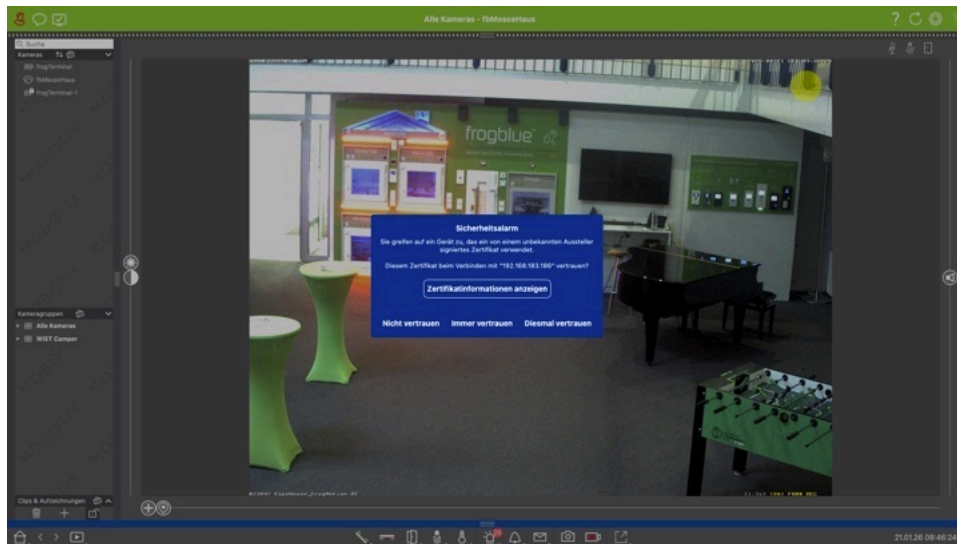 Alle Kameras - fbMesseHaus
Suche
Kameras
frogTerminal
fbMesseHaus
frogTerminal-1
frogblue
Sicherheitsalarm
Sie greifen auf ein Gerät zu, das ein von einem unbekannten Aussteller
signiertes Zertifikat verwendet.
Diesem Zertifikat beim Verbinden mit "192.168.183.186" vertrauen?
Zertifikatinformationen anzeigen
Nicht vertrauen Immer vertrauen Diesmal vertrauen
Kameragruppen
Alle Kameras
WIST Camper
Clips & Aufzeichnungen
21.01.26 09:46:24